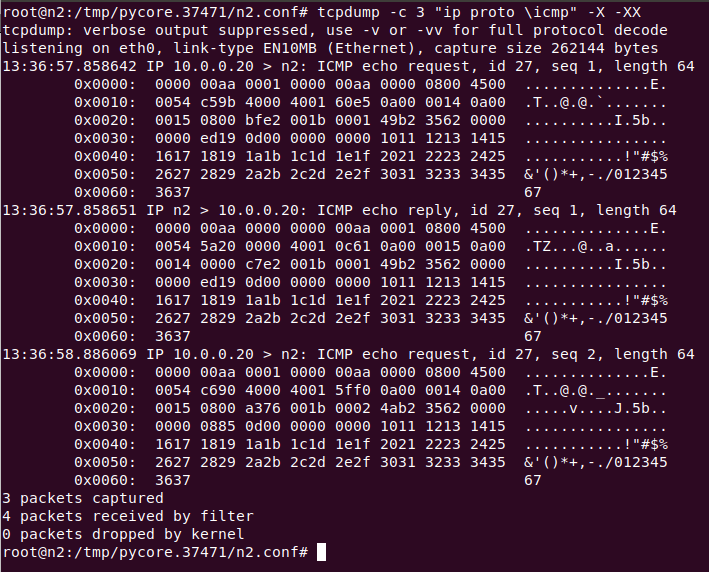 root@n2:/tmp/pycore.37471/n2.conf# tcpdump -c 3 "ip proto \icmp" -X -XX
tcpdump: verbose output suppressed, use -v or -vv for full protocol decode
listening on eth0, link-type EN10MB (Ethernet), capture size 262144 bytes
13:36:57.858642 IP 10.0.0.20 > n2: ICMP echo request, id 27, seq 1, length 64
        0x0000:  0000 00aa 0001 0000 00aa 0000 0800 4500  ..............E.
        0x0010:  0054 c59b 4000 4001 60e5 0a00 0014 0a00  .T..@.@.`.......
        0x0020:  0015 0800 bfe2 001b 0001 49b2 3562 0000  ..........I.5b..
        0x0030:  0000 ed19 0d00 0000 0000 1011 1213 1415  ................
        0x0040:  1617 1819 1a1b 1c1d 1e1f 2021 2223 2425  ...........!"#$%
        0x0050:  2627 2829 2a2b 2c2d 2e2f 3031 3233 3435  &'()*+,-./012345
        0x0060:  3637                                     67
13:36:57.858651 IP n2 > 10.0.0.20: ICMP echo reply, id 27, seq 1, length 64
        0x0000:  0000 00aa 0000 0000 00aa 0001 0800 4500  ..............E.
        0x0010:  0054 5a20 0000 4001 0c61 0a00 0015 0a00  .TZ...@..a......
        0x0020:  0014 0000 c7e2 001b 0001 49b2 3562 0000  ..........I.5b..
        0x0030:  0000 ed19 0d00 0000 0000 1011 1213 1415  ................
        0x0040:  1617 1819 1a1b 1c1d 1e1f 2021 2223 2425  ...........!"#$%
        0x0050:  2627 2829 2a2b 2c2d 2e2f 3031 3233 3435  &'()*+,-./012345
        0x0060:  3637                                     67
13:36:58.886069 IP 10.0.0.20 > n2: ICMP echo request, id 27, seq 2, length 64
        0x0000:  0000 00aa 0001 0000 00aa 0000 0800 4500  ..............E.
        0x0010:  0054 c690 4000 4001 5ff0 0a00 0014 0a00  .T..@.@._.......
        0x0020:  0015 0800 a376 001b 0002 4ab2 3562 0000  .....v....J.5b..
        0x0030:  0000 0885 0d00 0000 0000 1011 1213 1415  ................
        0x0040:  1617 1819 1a1b 1c1d 1e1f 2021 2223 2425  ...........!"#$%
        0x0050:  2627 2829 2a2b 2c2d 2e2f 3031 3233 3435  &'()*+,-./012345
        0x0060:  3637                                     67
3 packets captured
4 packets received by filter
0 packets dropped by kernel
root@n2:/tmp/pycore.37471/n2.conf#